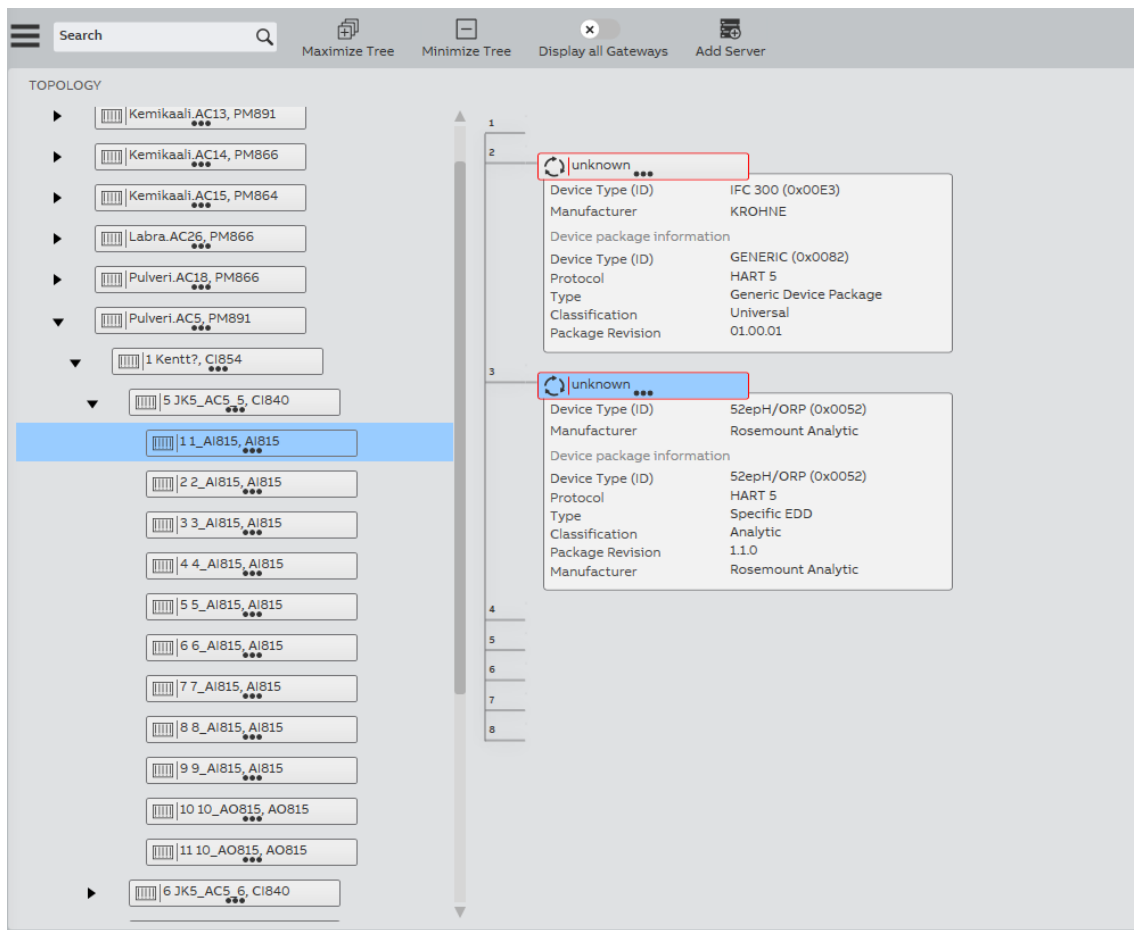 Search
Maximize Tree
Minimize Tree
Display all Gateways
Add Server
TOPOLOGY
Kemikaali.AC13, PM891
Kemikaali.AC14, PM866
Kemikaali.AC15, PM864
Labra.AC26, PM866
Pulveri.AC18, PM866
Pulveri.AC5, PM891
1 Kentt?, CI854
5 JK5_AC5_5, CI840
1 1_AI815, AI815
2 2_AI815, AI815
3 3_AI815, AI815
4 4_AI815, AI815
5 5_AI815, AI815
6 6_AI815, AI815
7 7_AI815, AI815
8 8_AI815, AI815
9 9_AI815, AI815
10 10_AO815, AO815
11 10_AO815, AO815
6 JK5_AC5_6, CI840
1
2
unknown
Device Type (ID) IFC 300 (0x00E3)
Manufacturer KROHNE
Device package information
Device Type (ID) GENERIC (0x0082)
Protocol HART 5
Type Generic Device Package
Classification Universal
Package Revision 01.00.01
3
unknown
Device Type (ID) 52epH/ORP (0x0052)
Manufacturer Rosemount Analytic
Device package information
Device Type (ID) 52epH/ORP (0x0052)
Protocol HART 5
Type Specific EDD
Classification Analytic
Package Revision 1.1.0
Manufacturer Rosemount Analytic
4
5
6
7
8